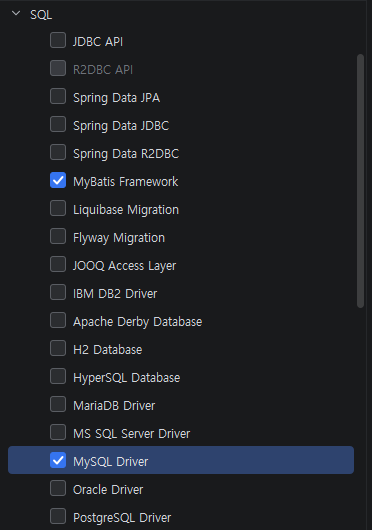 SQL
JDBC API
R2DBC API
Spring Data JPA
Spring Data JDBC
Spring Data R2DBC
MyBatis Framework
Liquibase Migration
Flyway Migration
JOOQ Access Layer
IBM DB2 Driver
Apache Derby Database
H2 Database
HyperSQL Database
MariaDB Driver
MS SQL Server Driver
MySQL Driver
Oracle Driver
PostgreSQL Driver